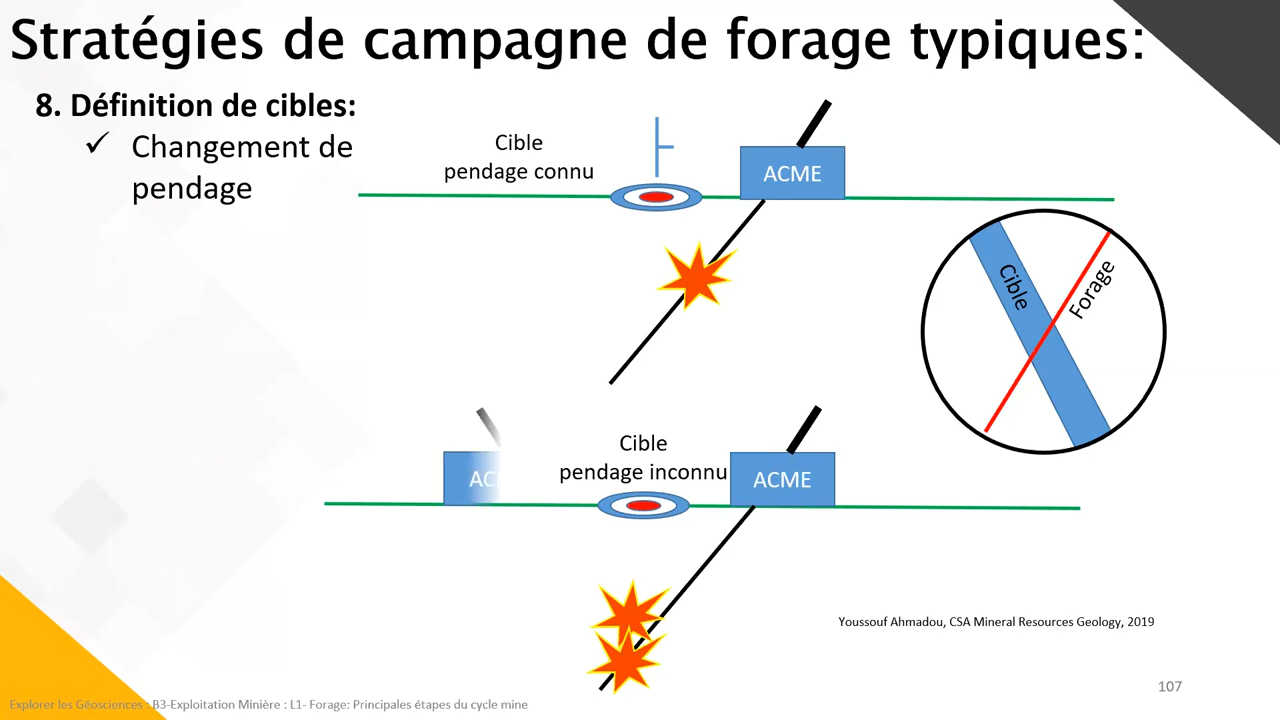 Stratégies de campagne de forage typiques:
8. Définition de cibles:
✓ Changement de
pendage
Cible
pendage connu
ACME
Cible
Forage
Cible
pendage inconnu
AC
ACME
Youssouf Ahmadou, CSA Mineral Resources Geology, 2019
107
Explorer les Géosciences : B3-Exploitation Minière : L1- Forage: Principales étapes du cycle mine